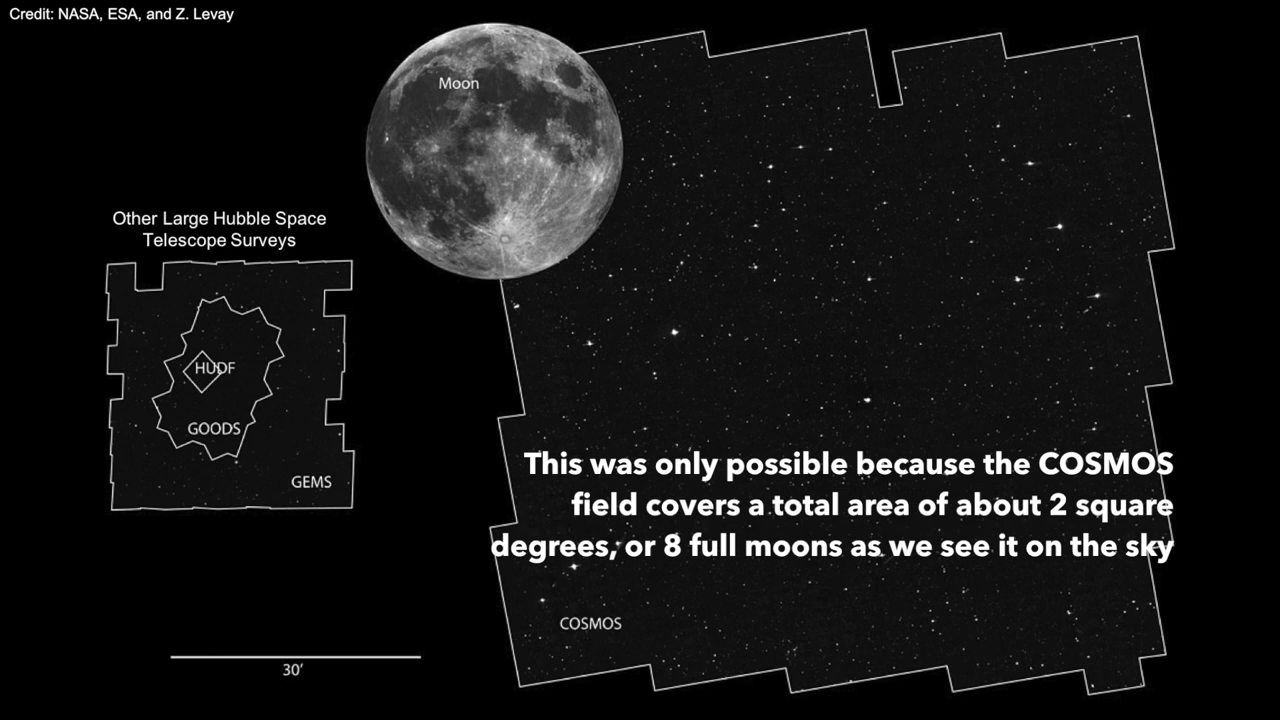 Credit: NASA, ESA, and Z. Levay
Moon
Other Large Hubble Space
Telescope Surveys
HUDF
GOODS
GEMS
This was only possible because the COSMOS
field covers a total area of about 2 square
degrees, or 8 full moons as we see it on the sky
COSMOS
30′